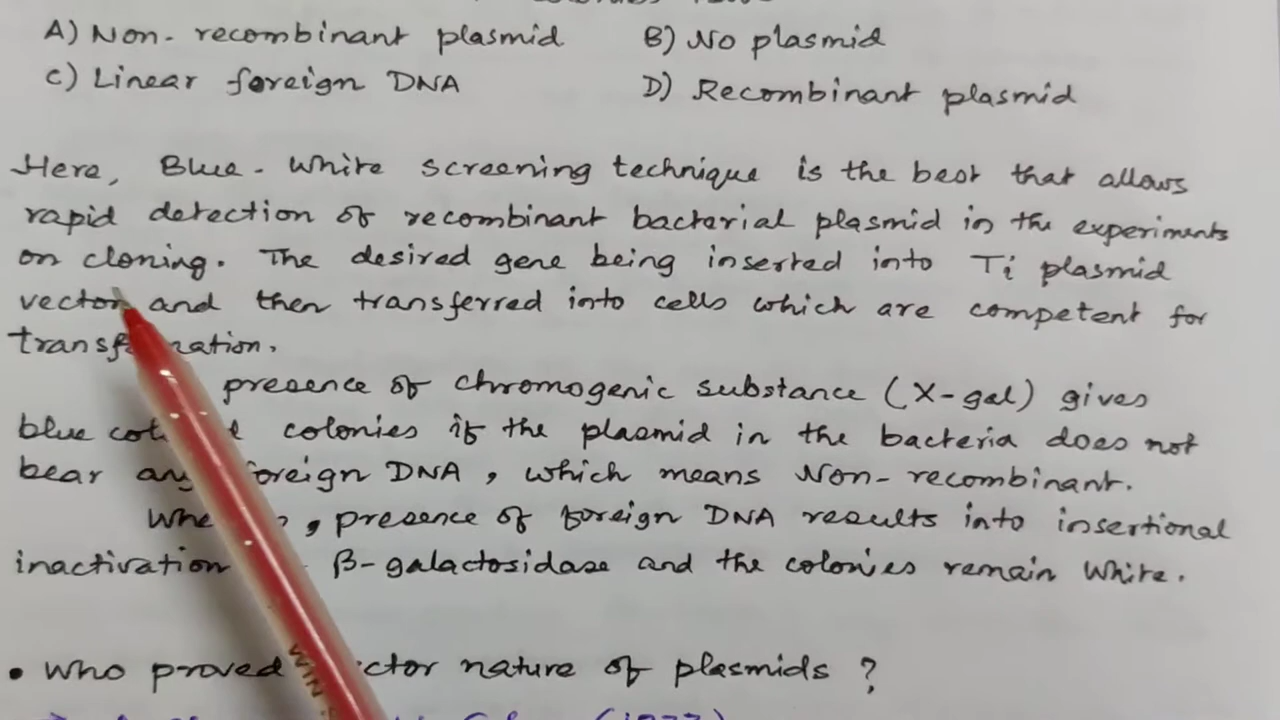 A) Non-recombinant plasmid B) No plasmid
C) Linear foreign DNA D) Recombinant plasmid
Here, Blue-White screening technique is the best that allows
rapid detection of recombinant bacterial plasmid in the experiments
on cloning. The desired gene being inserted into Ti plasmid
vector and then transferred into cells which are competent for
presence of chromogenic substance (X-gal) gives
blue colonies if the plasmid in the bacteria does not
bear foreign DNA, which means Non-recombinant.
, presence of foreign DNA results into insertional
inactivation β-galactosidase and the colonies remain White.
• Who proved nature of plasmids ?